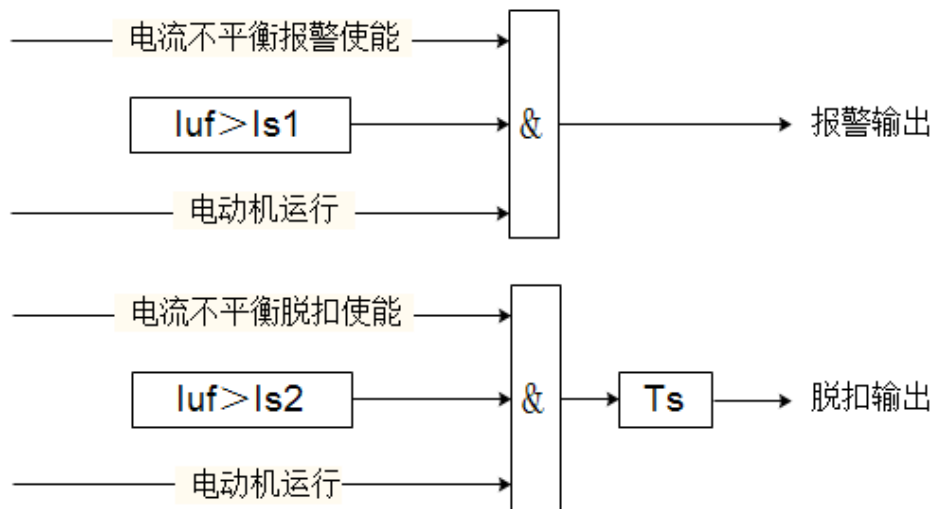 电流不平衡报警使能
Iuf＞Is1
&
报警输出
电动机运行
电流不平衡脱扣使能
Iuf＞Is2
&
Ts
脱扣输出
电动机运行